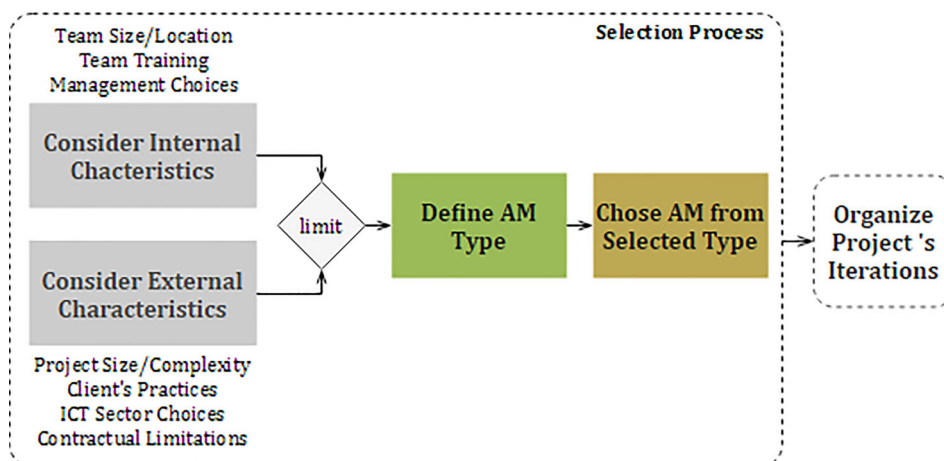 Selection Process
Team Size/Location
Team Training
Management Choices
Consider Internal
Chacteristics
limit
Define AM
Type
Chose AM from
Selected Type
Organize
Project 's
Iterations
Consider External
Characteristics
Project Size/Complexity
Client's Practices
ICT Sector Choices
Contractual Limitations